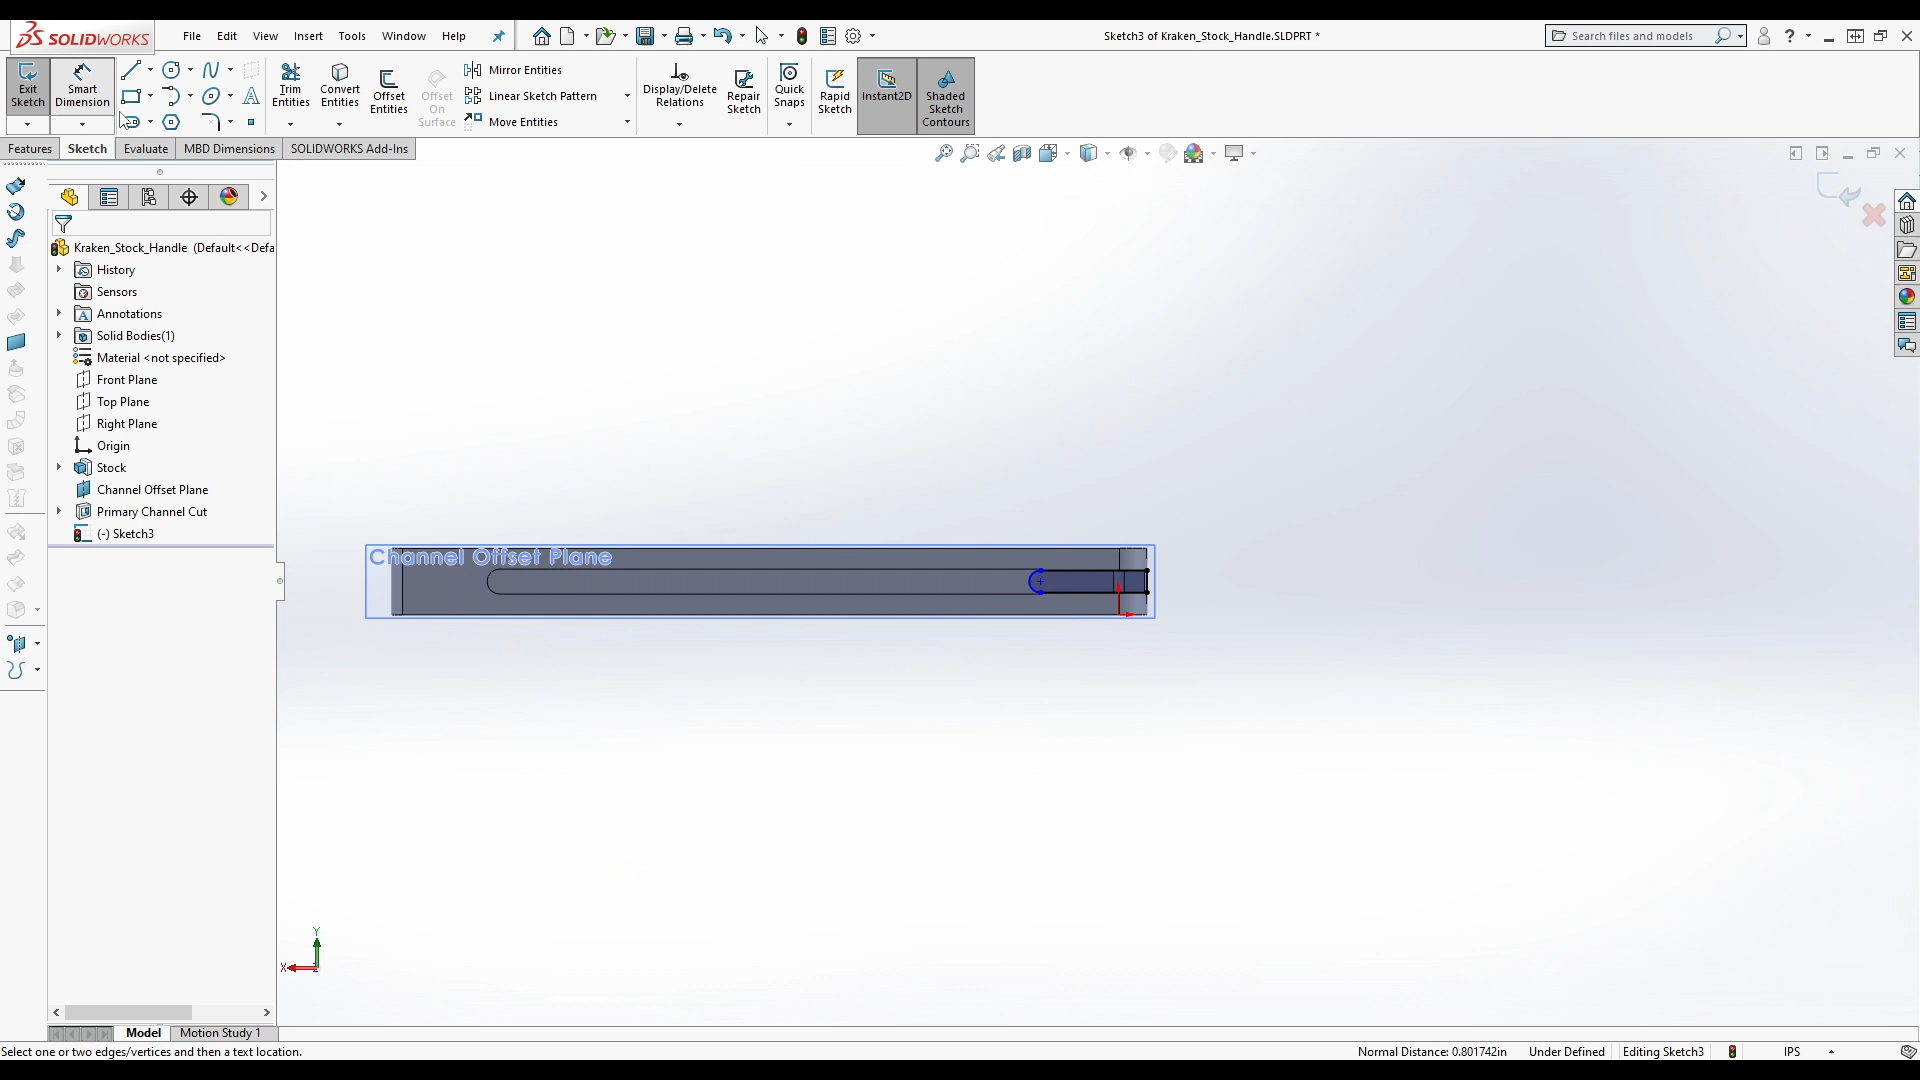 SOLIDWORKS
File Edit View Insert Tools Window Help
Sketch3 of Kraken_Stock_Handle.SLDPRT *
Search files and models
Exit Sketch
Smart Dimension
Trim Entities
Convert Entities
Offset Entities
Offset On Surface
Mirror Entities
Linear Sketch Pattern
Move Entities
Display/Delete Relations
Repair Sketch
Quick Snaps
Rapid Sketch
Instant2D
Shaded Sketch Contours
Features Sketch Evaluate MBD Dimensions SOLIDWORKS Add-Ins
Kraken_Stock_Handle (Default<<Defa
History
Sensors
Annotations
Solid Bodies(1)
Material <not specified>
Front Plane
Top Plane
Right Plane
Origin
Stock
Channel Offset Plane
Primary Channel Cut
(-) Sketch3
Channel Offset Plane
Y
X
Z
Model Motion Study 1
Select one or two edges/vertices and then a text location.
Normal Distance: 0.801742in Under Defined Editing Sketch3 IPS